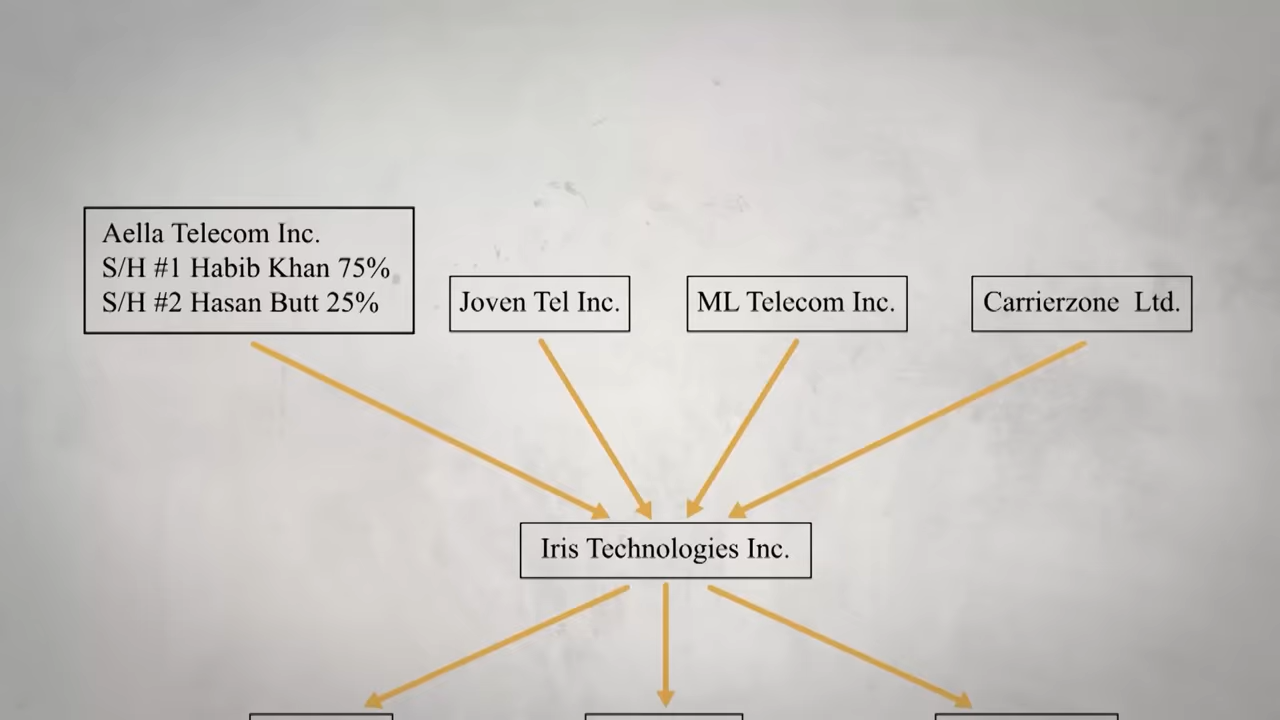 Aella Telecom Inc.
S/H #1 Habib Khan 75%
S/H #2 Hasan Butt 25%
Joven Tel Inc.
ML Telecom Inc.
Carrierzone  Ltd.
Iris Technologies Inc.